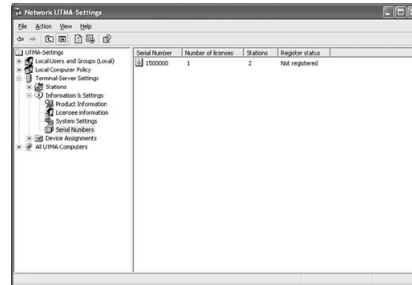 Network UTMA-Settings
File Action View Help
UTMA-Settings
Local Users and Groups (Local)
Local Computer Policy
Terminal-Server Settings
Stations
Information & Settings
Product Information
Licensee information
System Settings
Serial Numbers
Device Assignments
All UTMA Computers
Serial Number Number of licenses Stations Register status
1500000 1 2 Not registered